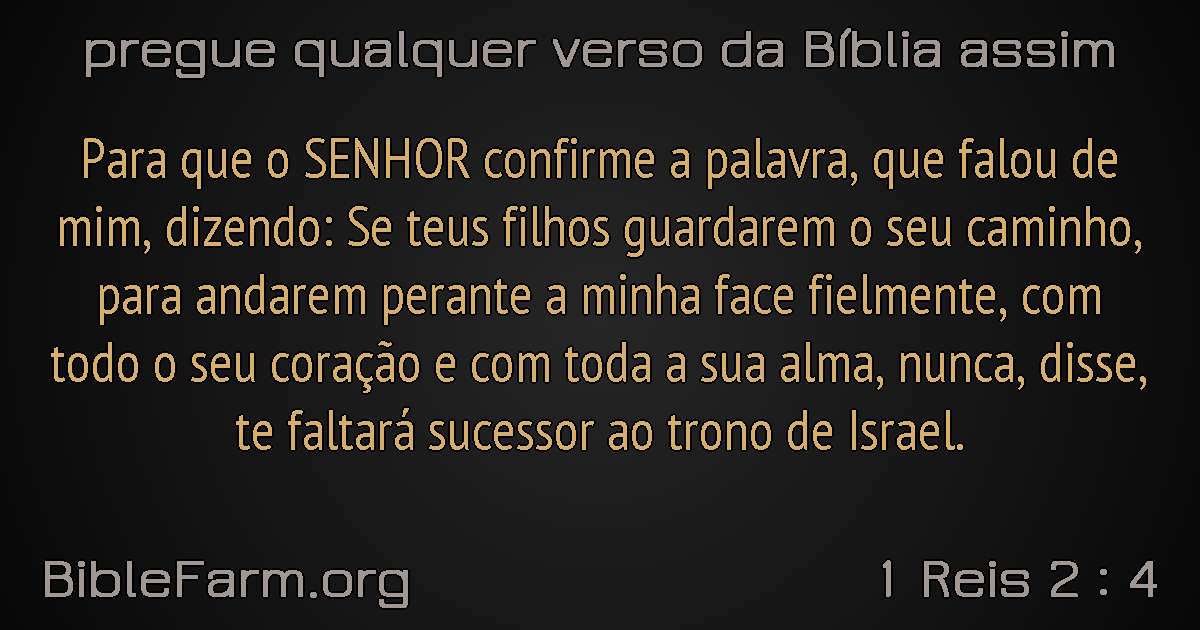 pregue qualquer verso da Bíblia assim
Para que o SENHOR confirme a palavra, que falou de
mim, dizendo: Se teus filhos guardarem o seu caminho,
para andarem perante a minha face fielmente, com
todo o seu coração e com toda a sua alma, nunca, disse,
te faltará sucessor ao trono de Israel.
BibleFarm.org
1 Reis 2 : 4